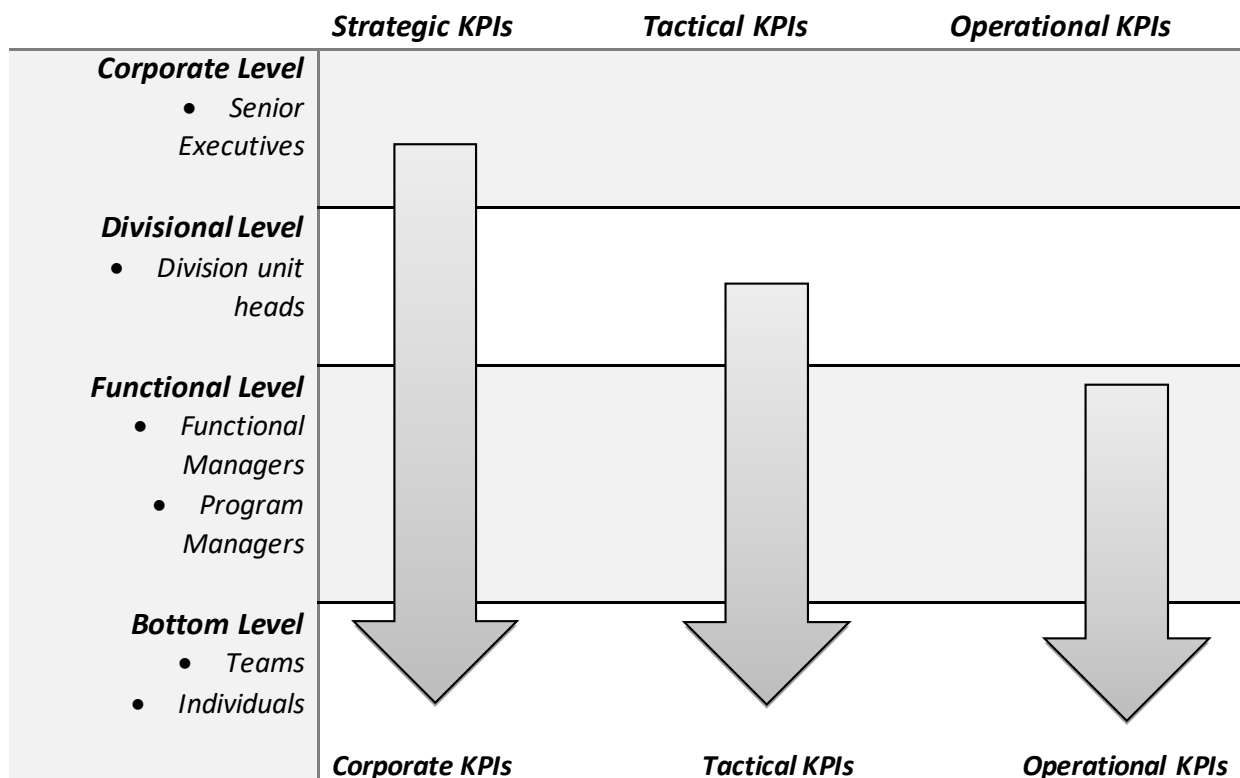 Strategic KPIs Tactical KPIs Operational KPIs
Corporate Level
• Senior
Executives
Divisional Level
• Division unit
heads
Functional Level
• Functional
Managers
• Program
Managers
Bottom Level
• Teams
• Individuals
Corporate KPIs Tactical KPIs Operational KPIs